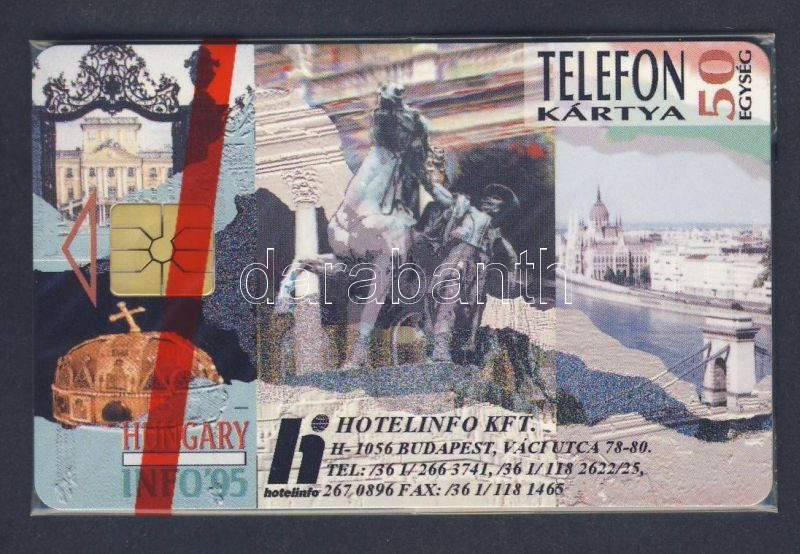 TELEFON
KÁRTYA
50
EGYSÉG
darabanth
HUNGARY
INFO'95
hi
hotelinfo
HOTELINFO KFT.
H-1056 BUDAPEST, VÁCI UTCA 78-80.
TEL: /36 1/ 266 3741, /36 1/ 118 2622/25,
267 0896 FAX: /36 1/ 118 1465